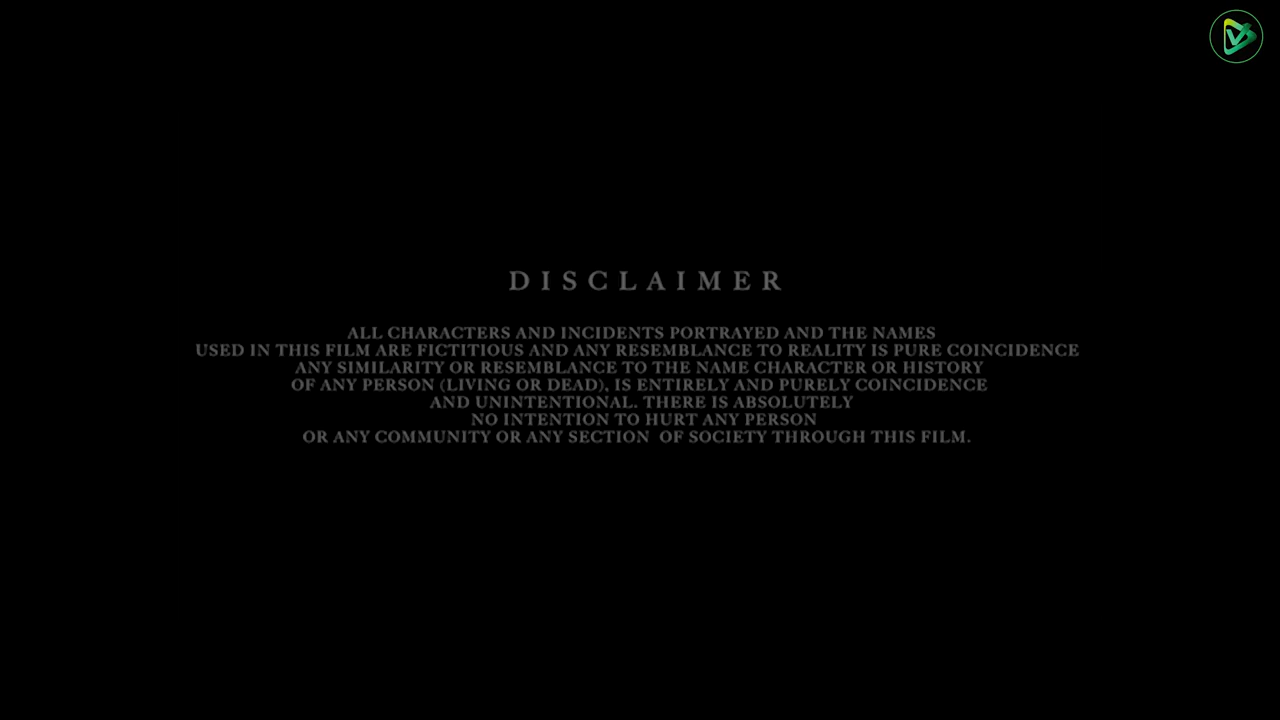 DISCLAIMER
ALL CHARACTERS AND INCIDENTS PORTRAYED AND THE NAMES
USED IN THIS FILM ARE FICTITIOUS AND ANY RESEMBLANCE TO REALITY IS PURE COINCIDENCE
ANY SIMILARITY OR RESEMBLANCE TO THE NAME CHARACTER OR HISTORY
OF ANY PERSON (LIVING OR DEAD), IS ENTIRELY AND PURELY COINCIDENCE
AND UNINTENTIONAL. THERE IS ABSOLUTELY
NO INTENTION TO HURT ANY PERSON
OR ANY COMMUNITY OR ANY SECTION OF SOCIETY THROUGH THIS FILM.